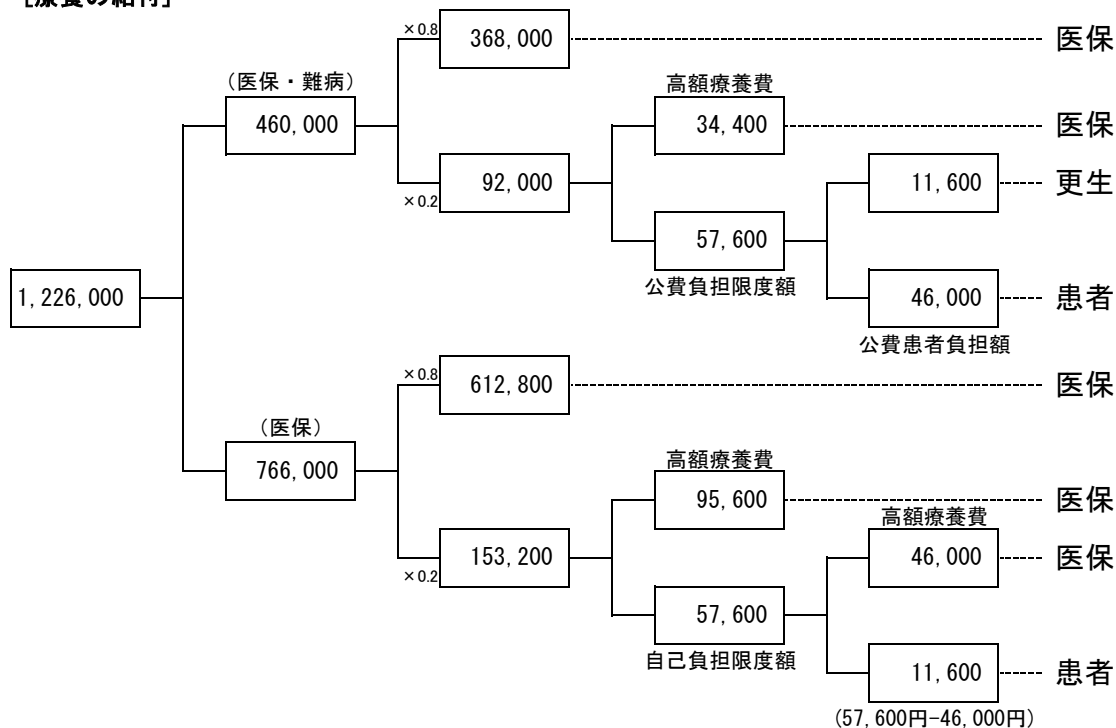 [療養の給付]
×0.8
368,000
医保
(医保・難病)
高額療養費
460,000
34,400
医保
×0.2
92,000
11,600
更生
57,600
公費負担限度額
1,226,000
46,000
患者
公費患者負担額
×0.8
612,800
医保
(医保)
766,000
高額療養費
95,600
医保
高額療養費
×0.2
153,200
46,000
医保
57,600
自己負担限度額
11,600
患者
(57,600円-46,000円)